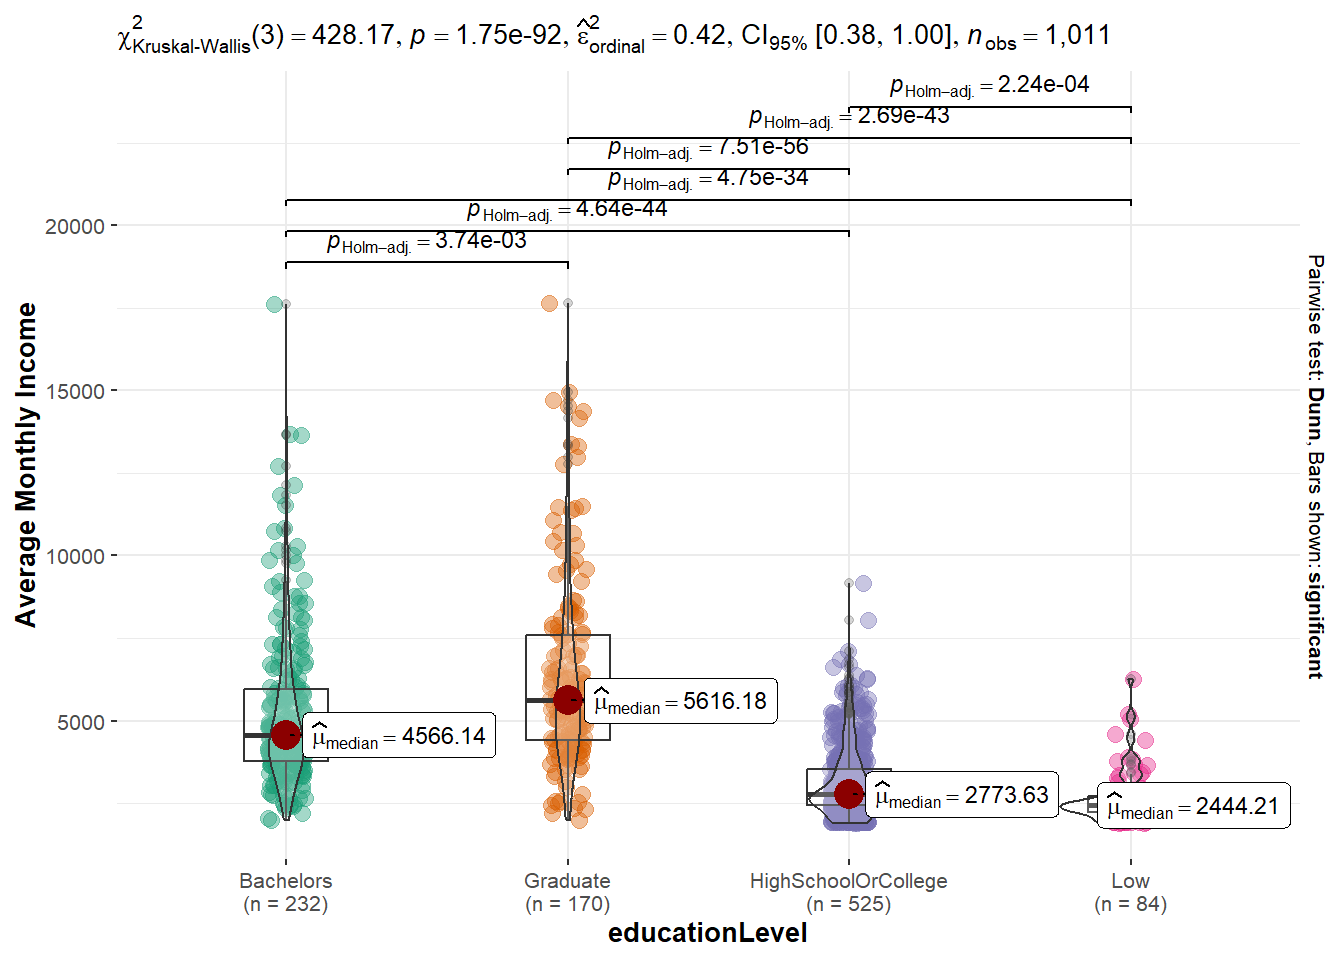 χ²Kruskal-Wallis(3) = 428.17, p = 1.75e-92, ε̂²ordinal = 0.42, CI95% [0.38, 1.00], nobs = 1,011
pHolm−adj. = 2.24e-04
pHolm−adj. = 2.69e-43
pHolm−adj. = 7.51e-56
pHolm−adj. = 4.75e-34
pHolm−adj. = 4.64e-44
pHolm−adj. = 3.74e-03
20000
15000
10000
5000
Average Monthly Income
μ̂median = 4566.14
μ̂median = 5616.18
μ̂median = 2773.63
μ̂median = 2444.21
Pairwise test: Dunn, Bars shown: significant
Bachelors
(n = 232)
Graduate
(n = 170)
HighSchoolOrCollege
(n = 525)
Low
(n = 84)
educationLevel